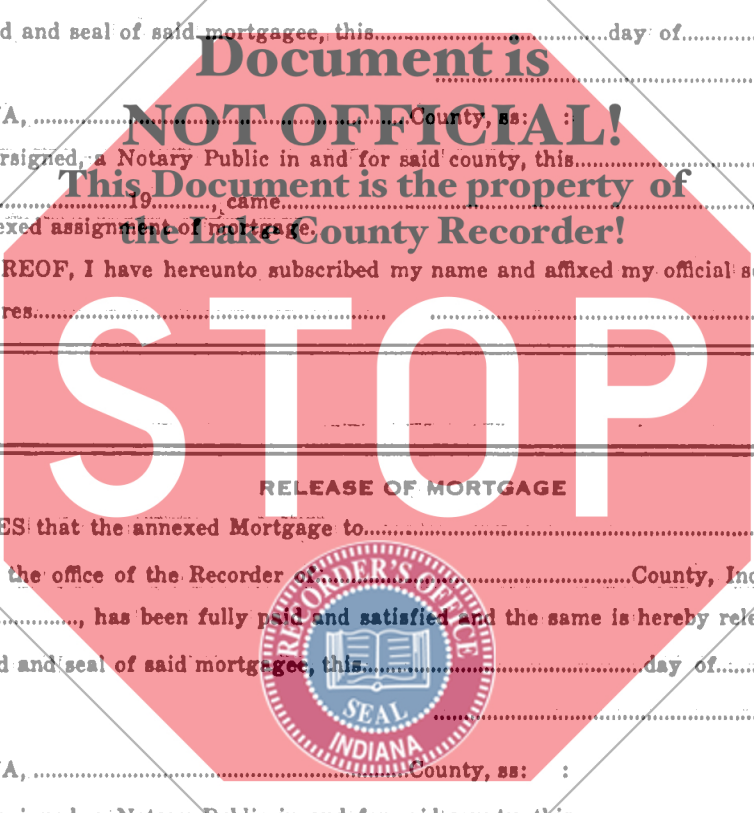 d and seal of said mortgagee, this..............................day of..........
Document is
A, ..................................................County, ss: :
NOT OFFICIAL!
rsigned, a Notary Public in and for said county, this..............................
This Document is the property of
....................19........, came............................................................
the Lake County Recorder!
exed assignment of mortgage.
REOF, I have hereunto subscribed my name and affixed my official s
res..................................................
STOP
RELEASE OF MORTGAGE
ES that the annexed Mortgage to............................................................
the office of the Recorder of........................................County, Ind
.............., has been fully paid and satisfied and the same is hereby rele
RECORDER'S OFFICE
SEAL
INDIANA
d and seal of said mortgagee, this........................................day of..........
A, ..................................................County, ss: :